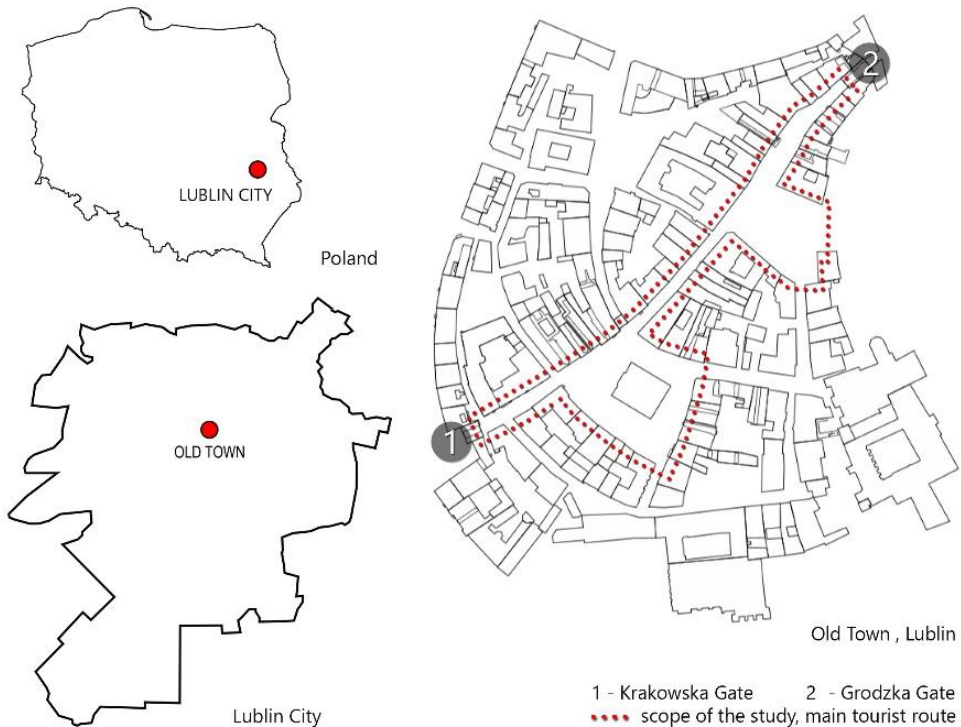 LUBLIN CITY
Poland
OLD TOWN
Lublin City
2
1
Old Town , Lublin
1 - Krakowska Gate 2 - Grodzka Gate
scope of the study, main tourist route